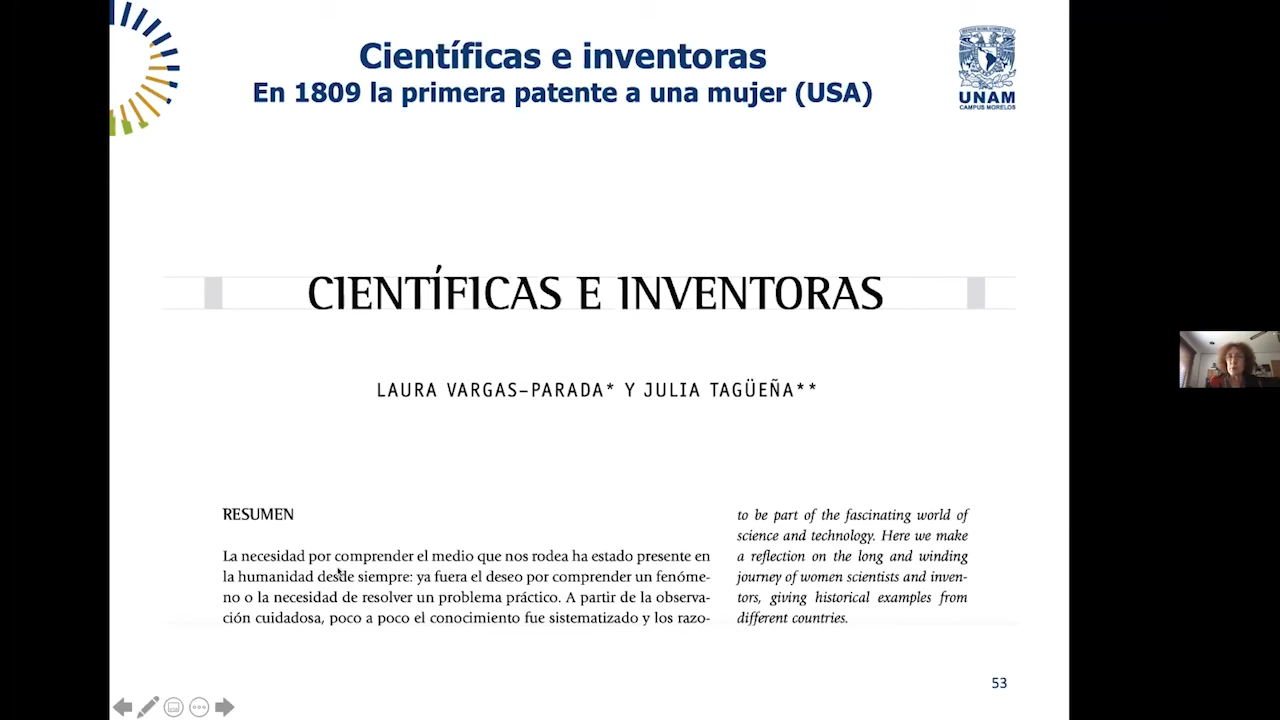 Científicas e inventoras
En 1809 la primera patente a una mujer (USA)
UNAM
CAMPUS MORELOS
CIENTÍFICAS E INVENTORAS
LAURA VARGAS-PARADA* Y JULIA TAGÜEÑA**
RESUMEN
La necesidad por comprender el medio que nos rodea ha estado presente en
la humanidad desde siempre: ya fuera el deseo por comprender un fenóme-
no o la necesidad de resolver un problema práctico. A partir de la observa-
ción cuidadosa, poco a poco el conocimiento fue sistematizado y los razo-
to be part of the fascinating world of
science and technology. Here we make
a reflection on the long and winding
journey of women scientists and inven-
tors, giving historical examples from
different countries.
53